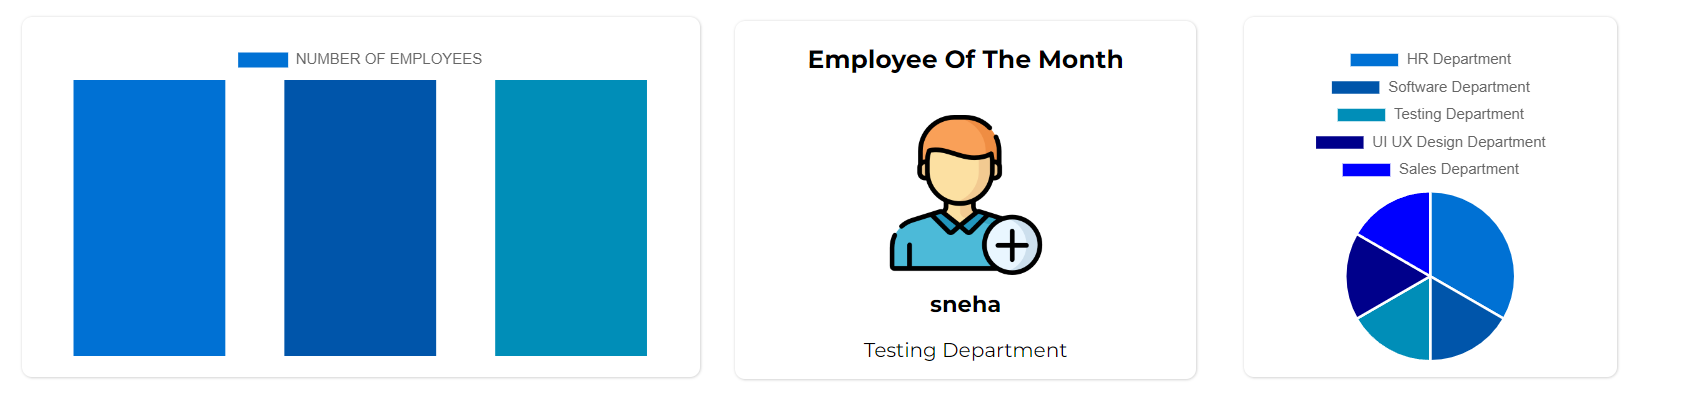 NUMBER OF EMPLOYEES
Employee Of The Month
sneha
Testing Department
HR Department
Software Department
Testing Department
UI UX Design Department
Sales Department